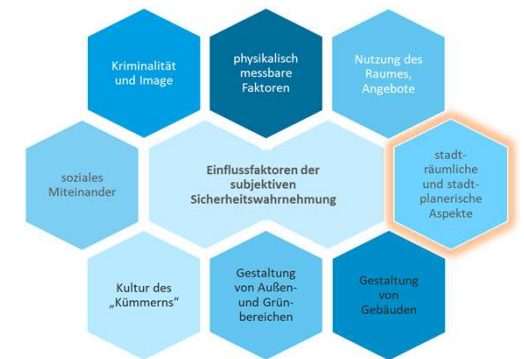 Kriminalität
und Image
physikalisch
messbare
Faktoren
Nutzung des
Raumes,
Angebote
soziales
Miteinander
Einflussfaktoren der
subjektiven
Sicherheitswahrnehmung
stadt-
räumliche
und stadt-
planerische
Aspekte
Kultur des
„Kümmerns“
Gestaltung
von Außen-
und Grün-
bereichen
Gestaltung
von
Gebäuden